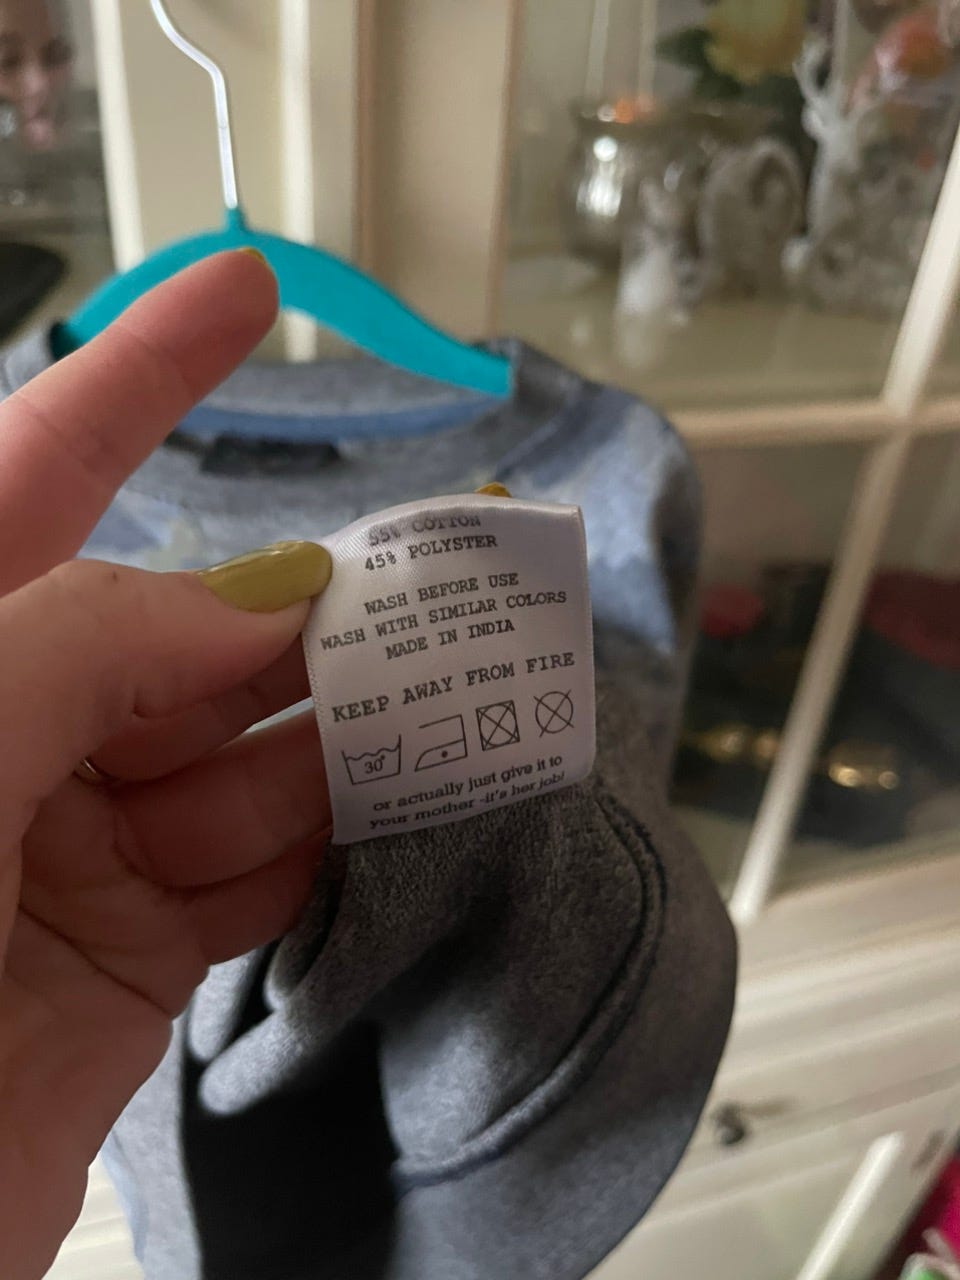 55% COTTON
45% POLYSTER
WASH BEFORE USE
WASH WITH SIMILAR COLORS
MADE IN INDIA
KEEP AWAY FROM FIRE
30°
or actually just give it to
your mother -it's her job!